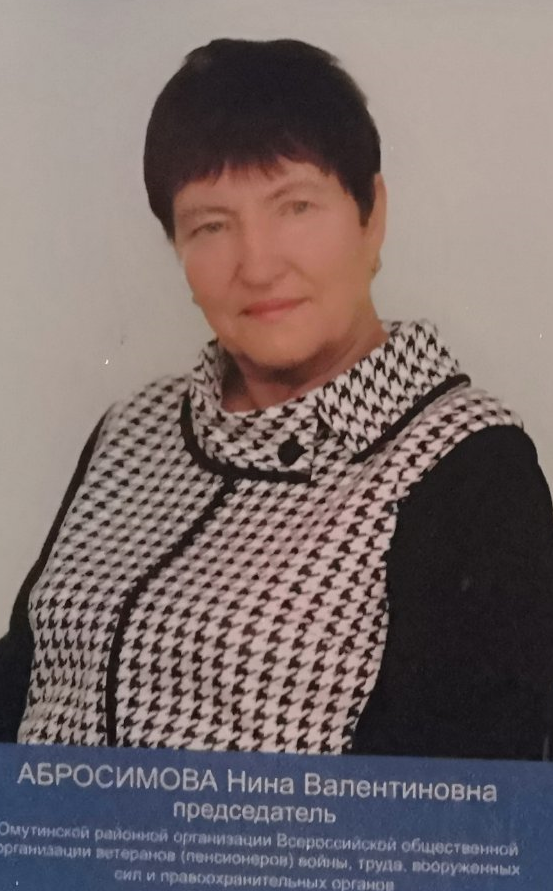 АБРОСИМОВА Нина Валентиновна
председатель
Омутинской районной организации Всероссийской общественной
организации ветеранов (пенсионеров) войны, труда, вооруженных
сил и правоохранительных органов